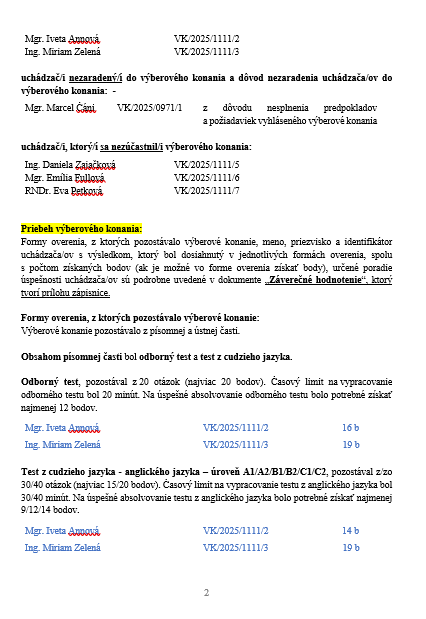 Mgr. Iveta Annová VK/2025/1111/2
Ing. Miriam Zelená VK/2025/1111/3
uchádzač/i nezaradený/í do výberového konania a dôvod nezaradenia uchádzača/ov do
výberového konania: -
Mgr. Marcel Čáni, VK/2025/0971/1 z dôvodu nesplnenia predpokladov
a požiadaviek vyhláseného výberové konania
uchádzač/i, ktorý/í sa nezúčastnil/i výberového konania:
Ing. Daniela Zajačková VK/2025/1111/5
Mgr. Emília Fullová VK/2025/1111/6
RNDr. Eva Petková VK/2025/1111/7
Priebeh výberového konania:
Formy overenia, z ktorých pozostávalo výberové konanie, meno, priezvisko a identifikátor
uchádzača/ov s výsledkom, ktorý bol dosiahnutý v jednotlivých formách overenia, spolu
s počtom získaných bodov (ak je možné vo forme overenia získať body), určené poradie
úspešnosti uchádzača/ov sú podrobne uvedené v dokumente „Záverečné hodnotenie“, ktorý
tvorí prílohu zápisnice.
Formy overenia, z ktorých pozostávalo výberové konanie:
Výberové konanie pozostávalo z písomnej a ústnej časti.
Obsahom písomnej časti bol odborný test a test z cudzieho jazyka.
Odborný test, pozostával z 20 otázok (najviac 20 bodov). Časový limit na vypracovanie
odborného testu bol 20 minút. Na úspešné absolvovanie odborného testu bolo potrebné získať
najmenej 12 bodov.
Mgr. Iveta Annová VK/2025/1111/2 16 b
Ing. Miriam Zelená VK/2025/1111/3 19 b
Test z cudzieho jazyka - anglického jazyka – úroveň A1/A2/B1/B2/C1/C2, pozostával z/zo
30/40 otázok (najviac 15/20 bodov). Časový limit na vypracovanie testu z anglického jazyka bol
30/40 minút. Na úspešné absolvovanie testu z anglického jazyka bolo potrebné získať najmenej
9/12/14 bodov.
Mgr. Iveta Annová VK/2025/1111/2 14 b
Ing. Miriam Zelená VK/2025/1111/3 19 b
2